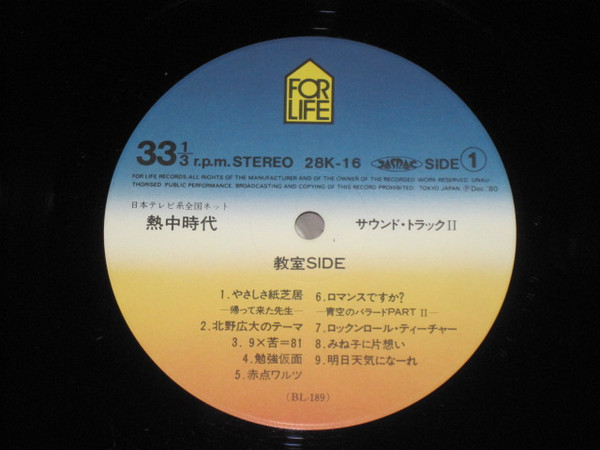 FOR
LIFE
33 1/3 r.p.m. STEREO 28K-16 JASRAC SIDE 1
FOR LIFE RECORDS: ALL RIGHTS OF THE MANUFACTURER AND OF THE OWNER OF THE RECORDED WORK RESERVED. UNAU-
THORISED PUBLIC PERFORMANCE, BROADCASTING AND COPYING OF THIS RECORD PROHIBITED. TOKYO JAPAN, ℗ Dec '80
日本テレビ系全国ネット
熱中時代
サウンド・トラックⅡ
教室SIDE
1.やさしさ紙芝居
—帰って来た先生—
2.北野広大のテーマ
3. 9×苦=81
4.勉強仮面
5.赤点ワルツ
6.ロマンスですか?
—青空のバラードPART Ⅱ—
7.ロックンロール・ティーチャー
8.みね子に片想い
9.明日天気になーれ
(BL-189)